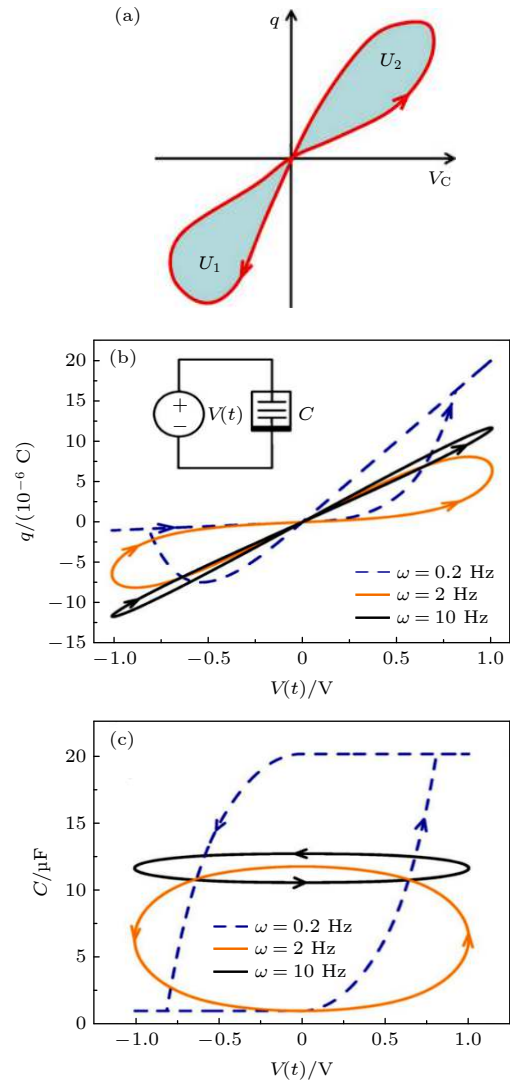 (a)
q
U2
VC
U1
(b)
20
15
10
5
0
−5
−10
−15
q/(10−6 C)
+
−
V(t)
C
ω = 0.2 Hz
ω = 2 Hz
ω = 10 Hz
−1.0 −0.5 0 0.5 1.0
V(t)/V
(c)
20
15
10
5
0
C/μF
ω = 0.2 Hz
ω = 2 Hz
ω = 10 Hz
−1.0 −0.5 0 0.5 1.0
V(t)/V